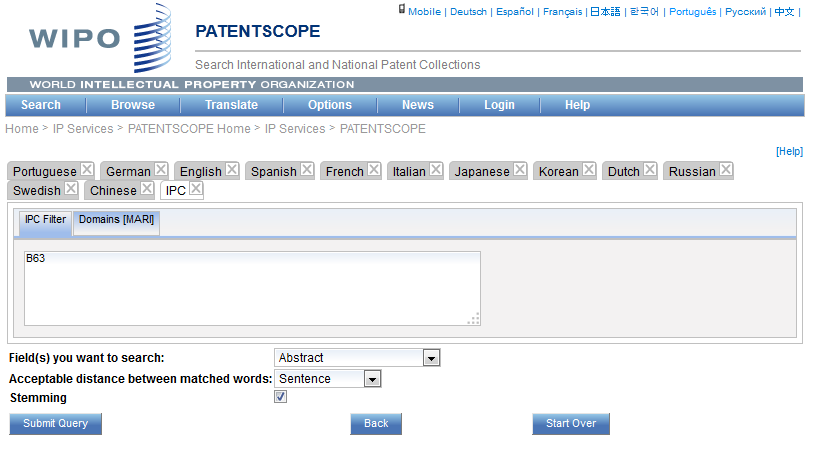 Mobile | Deutsch | Español | Français | 日本語 | 한국어 | Português | Русский | 中文 |
WIPO
PATENTSCOPE
Search International and National Patent Collections
WORLD INTELLECTUAL PROPERTY ORGANIZATION
Search Browse Translate Options News Login Help
Home > IP Services > PATENTSCOPE Home > IP Services > PATENTSCOPE
[Help]
Portuguese German English Spanish French Italian Japanese Korean Dutch Russian
Swedish Chinese IPC
IPC Filter Domains [MARI]
B63
Field(s) you want to search: Abstract
Acceptable distance between matched words: Sentence
Stemming
Submit Query Back Start Over